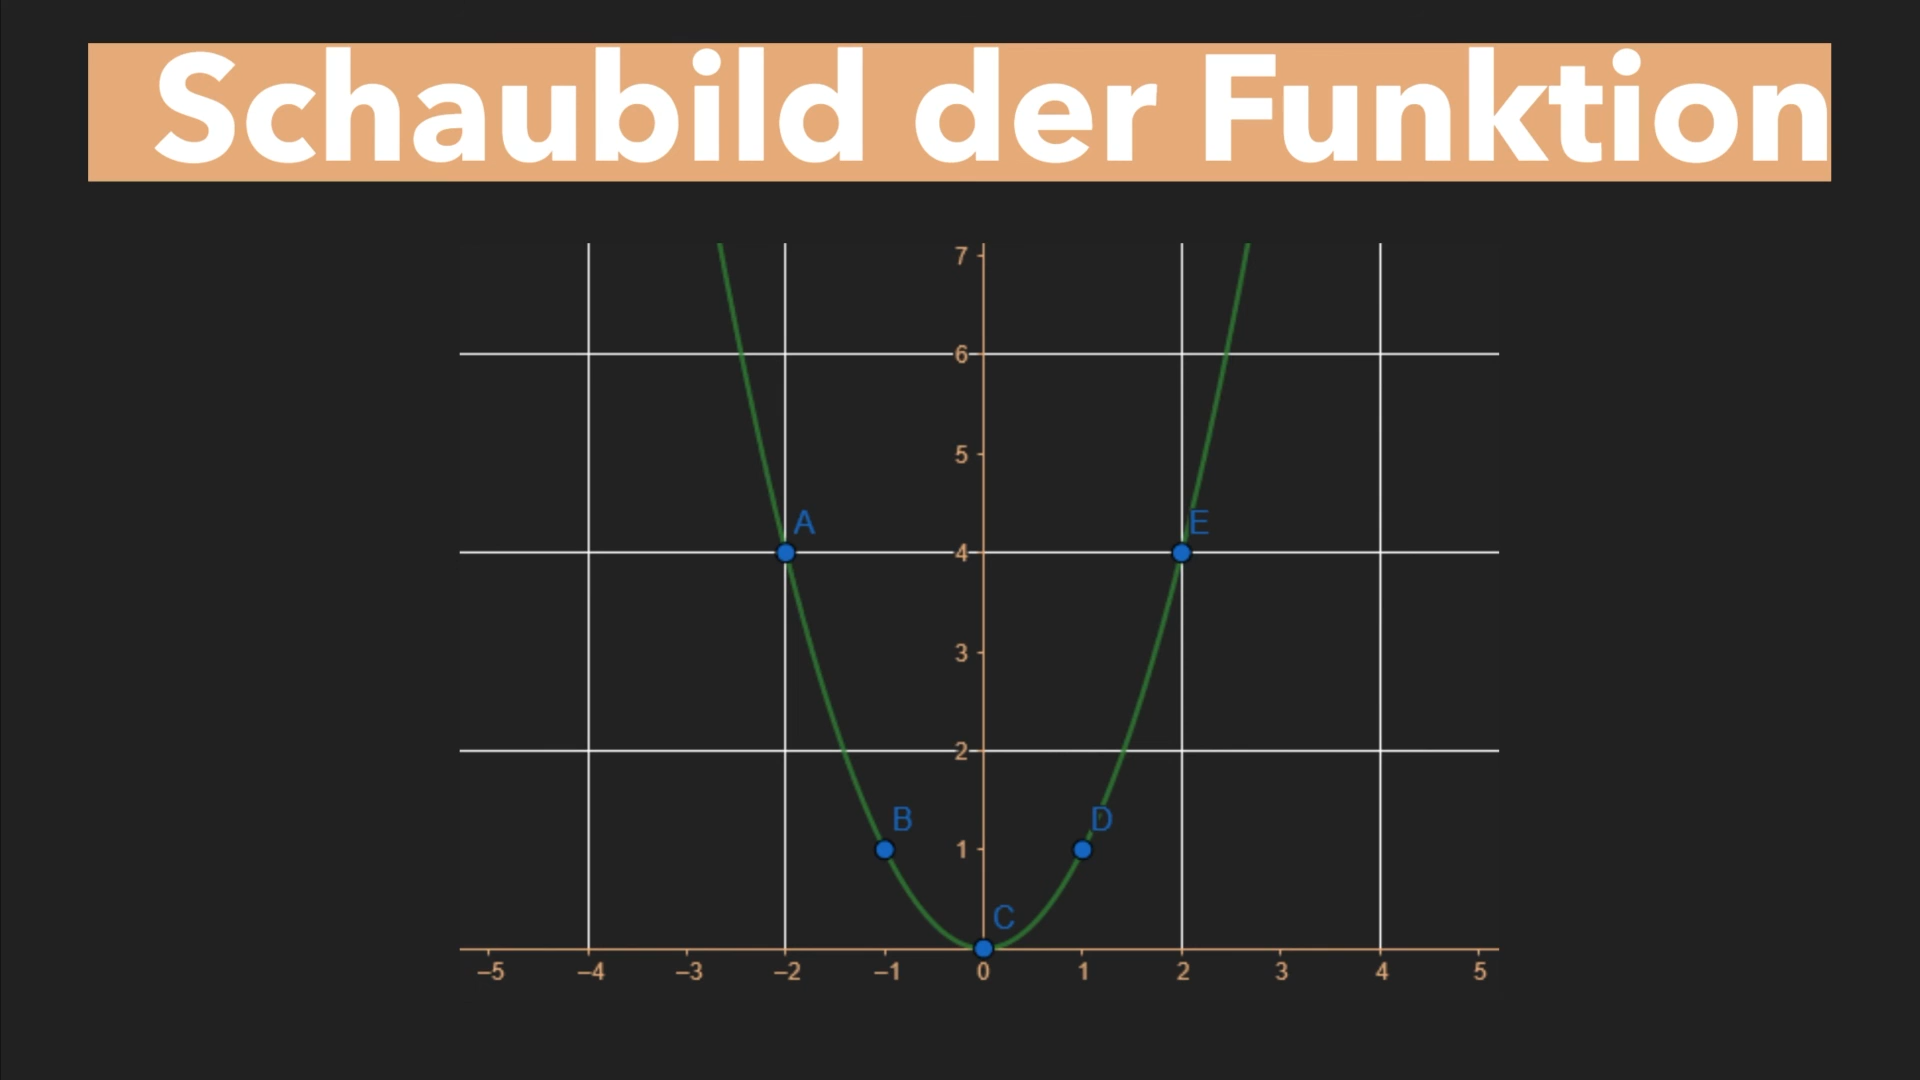 Schaubild der Funktion
7
6
5
A
E
4
3
2
B
D
1
C
–5 –4 –3 –2 –1 0 1 2 3 4 5